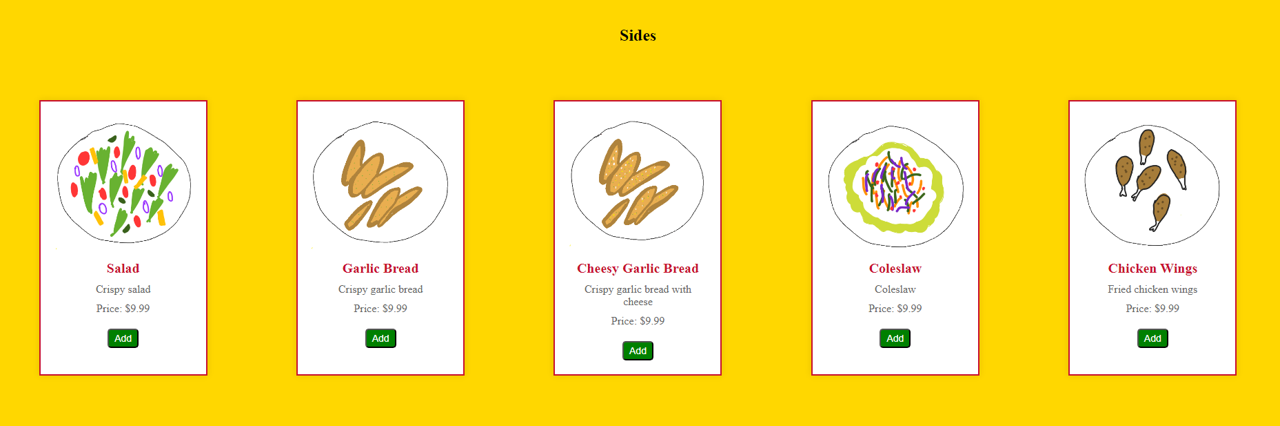 Sides
Salad
Crispy salad
Price: $9.99
Add
Garlic Bread
Crispy garlic bread
Price: $9.99
Add
Cheesy Garlic Bread
Crispy garlic bread with
cheese
Price: $9.99
Add
Coleslaw
Coleslaw
Price: $9.99
Add
Chicken Wings
Fried chicken wings
Price: $9.99
Add